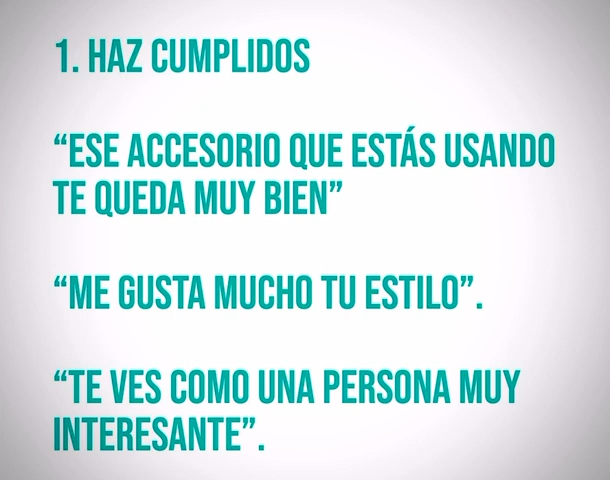 1. HAZ CUMPLIDOS
“ESE ACCESORIO QUE ESTÁS USANDO
TE QUEDA MUY BIEN”
“ME GUSTA MUCHO TU ESTILO”.
“TE VES COMO UNA PERSONA MUY
INTERESANTE”.